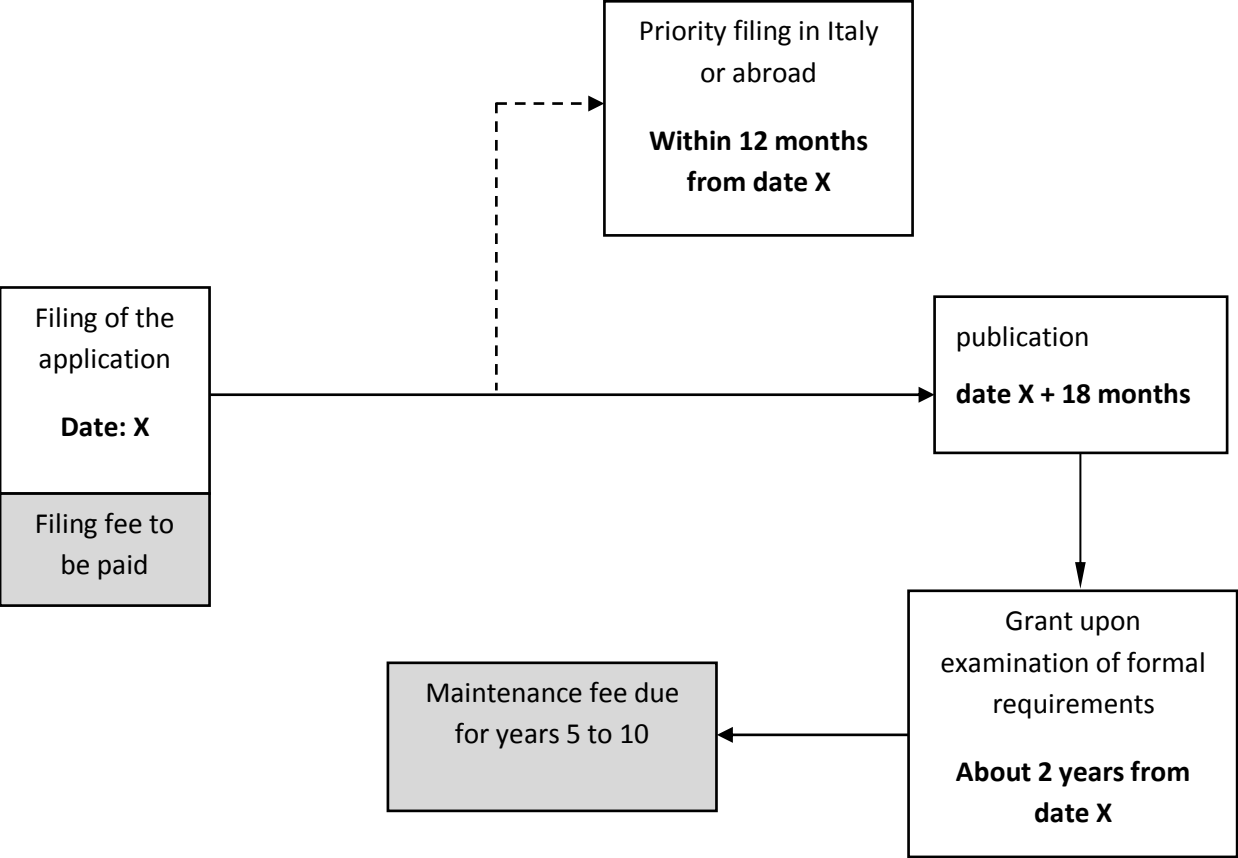 Priority filing in Italy
or abroad
Within 12 months
from date X
Filing of the
application
Date: X
Filing fee to
be paid
publication
date X + 18 months
Grant upon
examination of formal
requirements
About 2 years from
date X
Maintenance fee due
for years 5 to 10